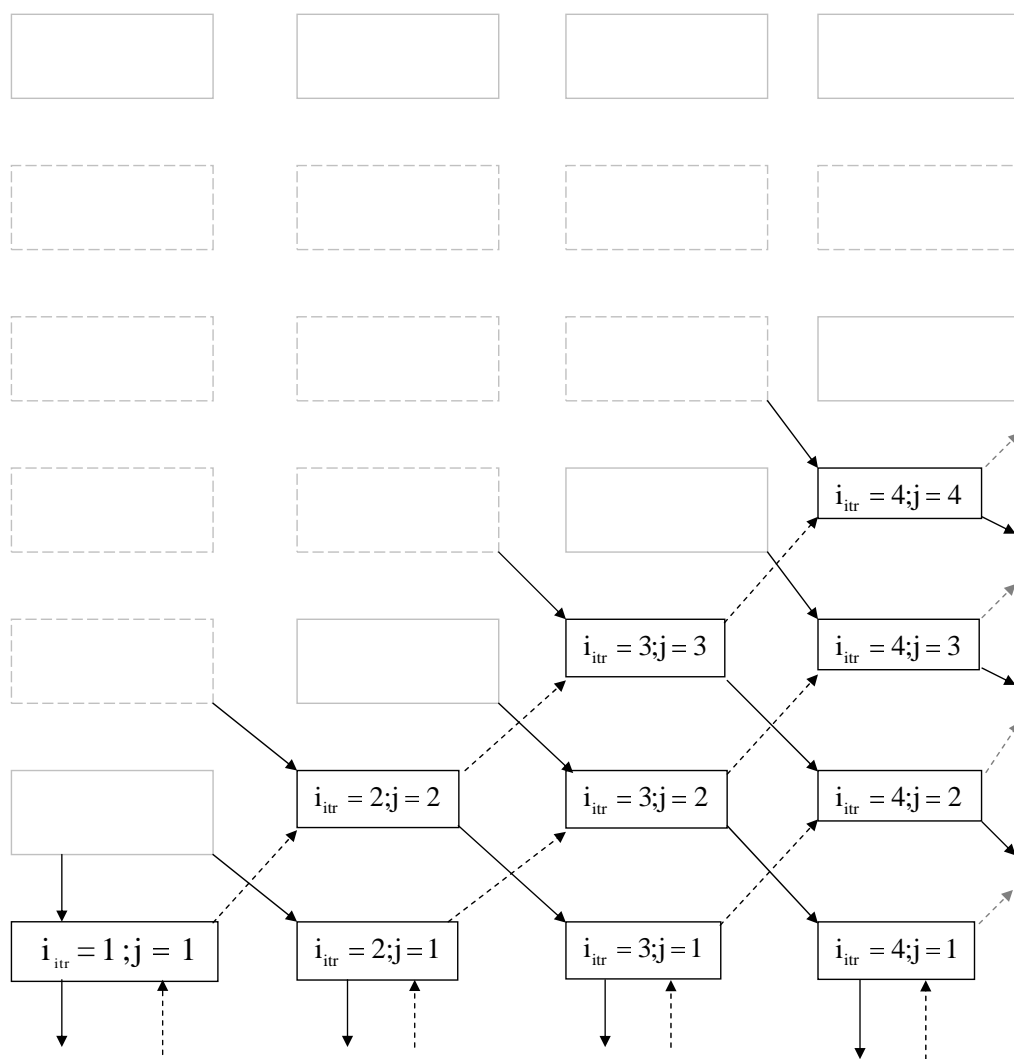 i_itr = 4;j = 4
i_itr = 3;j = 3
i_itr = 4;j = 3
i_itr = 2;j = 2
i_itr = 3;j = 2
i_itr = 4;j = 2
i_itr = 1 ;j = 1
i_itr = 2;j = 1
i_itr = 3;j = 1
i_itr = 4;j = 1